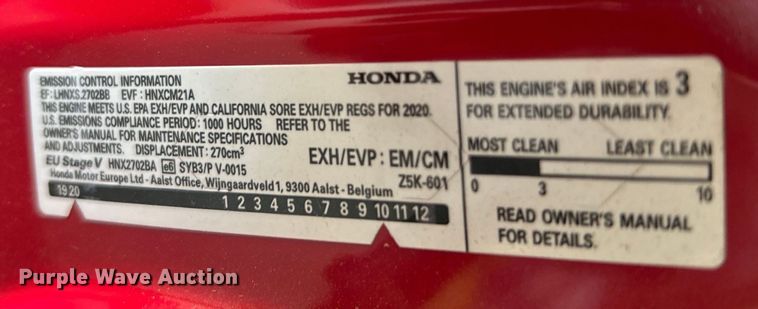 EMISSION CONTROL INFORMATION HONDA
EF: LHNXS.2702BB EVF: HNXCM21A
THIS ENGINE MEETS U.S. EPA EXH/EVP AND CALIFORNIA SORE EXH/EVP REGS FOR 2020.
U.S. EMISSIONS COMPLIANCE PERIOD: 1000 HOURS REFER TO THE
OWNER'S MANUAL FOR MAINTENANCE SPECIFICATIONS
AND ADJUSTMENTS. DISPLACEMENT: 270cm³
EXH/EVP : EM/CM
EU Stage V HNX2702BA e6 SYB3/P V-0015
Honda Motor Europe Ltd - Aalst Office, Wijngaardveld 1, 9300 Aalst - Belgium Z5K-601
19 20 1 2 3 4 5 6 7 8 9 10 11 12
THIS ENGINE'S AIR INDEX IS 3
FOR EXTENDED DURABILITY.
MOST CLEAN LEAST CLEAN
0 3 10
READ OWNER'S MANUAL
FOR DETAILS.
Purple Wave Auction